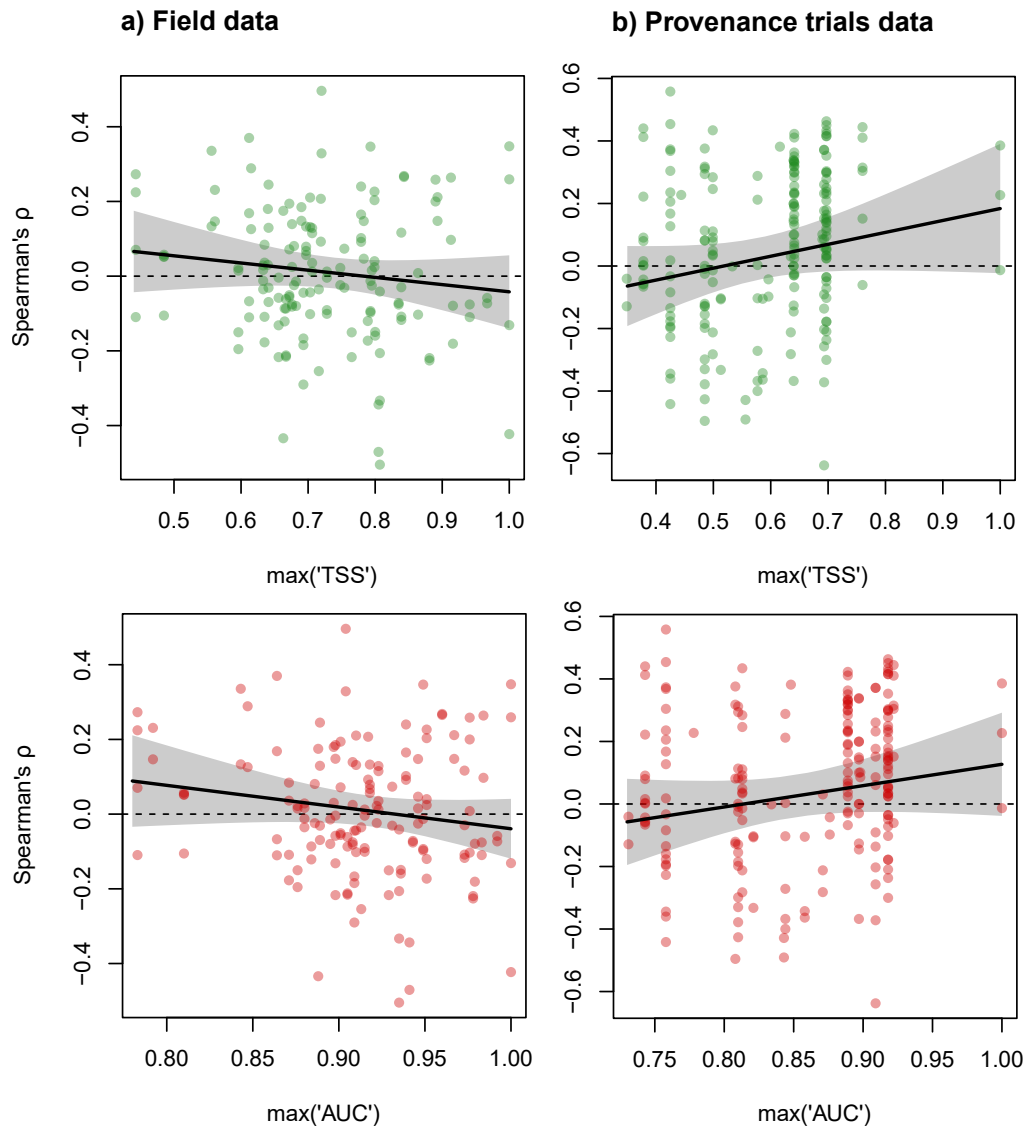 a) Field data
b) Provenance trials data
Spearman's ρ
0.4
0.2
0.0
−0.2
−0.4
0.5 0.6 0.7 0.8 0.9 1.0
max('TSS')
0.6
0.4
0.2
0.0
−0.2
−0.4
−0.6
0.4 0.5 0.6 0.7 0.8 0.9 1.0
max('TSS')
Spearman's ρ
0.4
0.2
0.0
−0.2
−0.4
0.80 0.85 0.90 0.95 1.00
max('AUC')
0.6
0.4
0.2
0.0
−0.2
−0.4
−0.6
0.75 0.80 0.85 0.90 0.95 1.00
max('AUC')